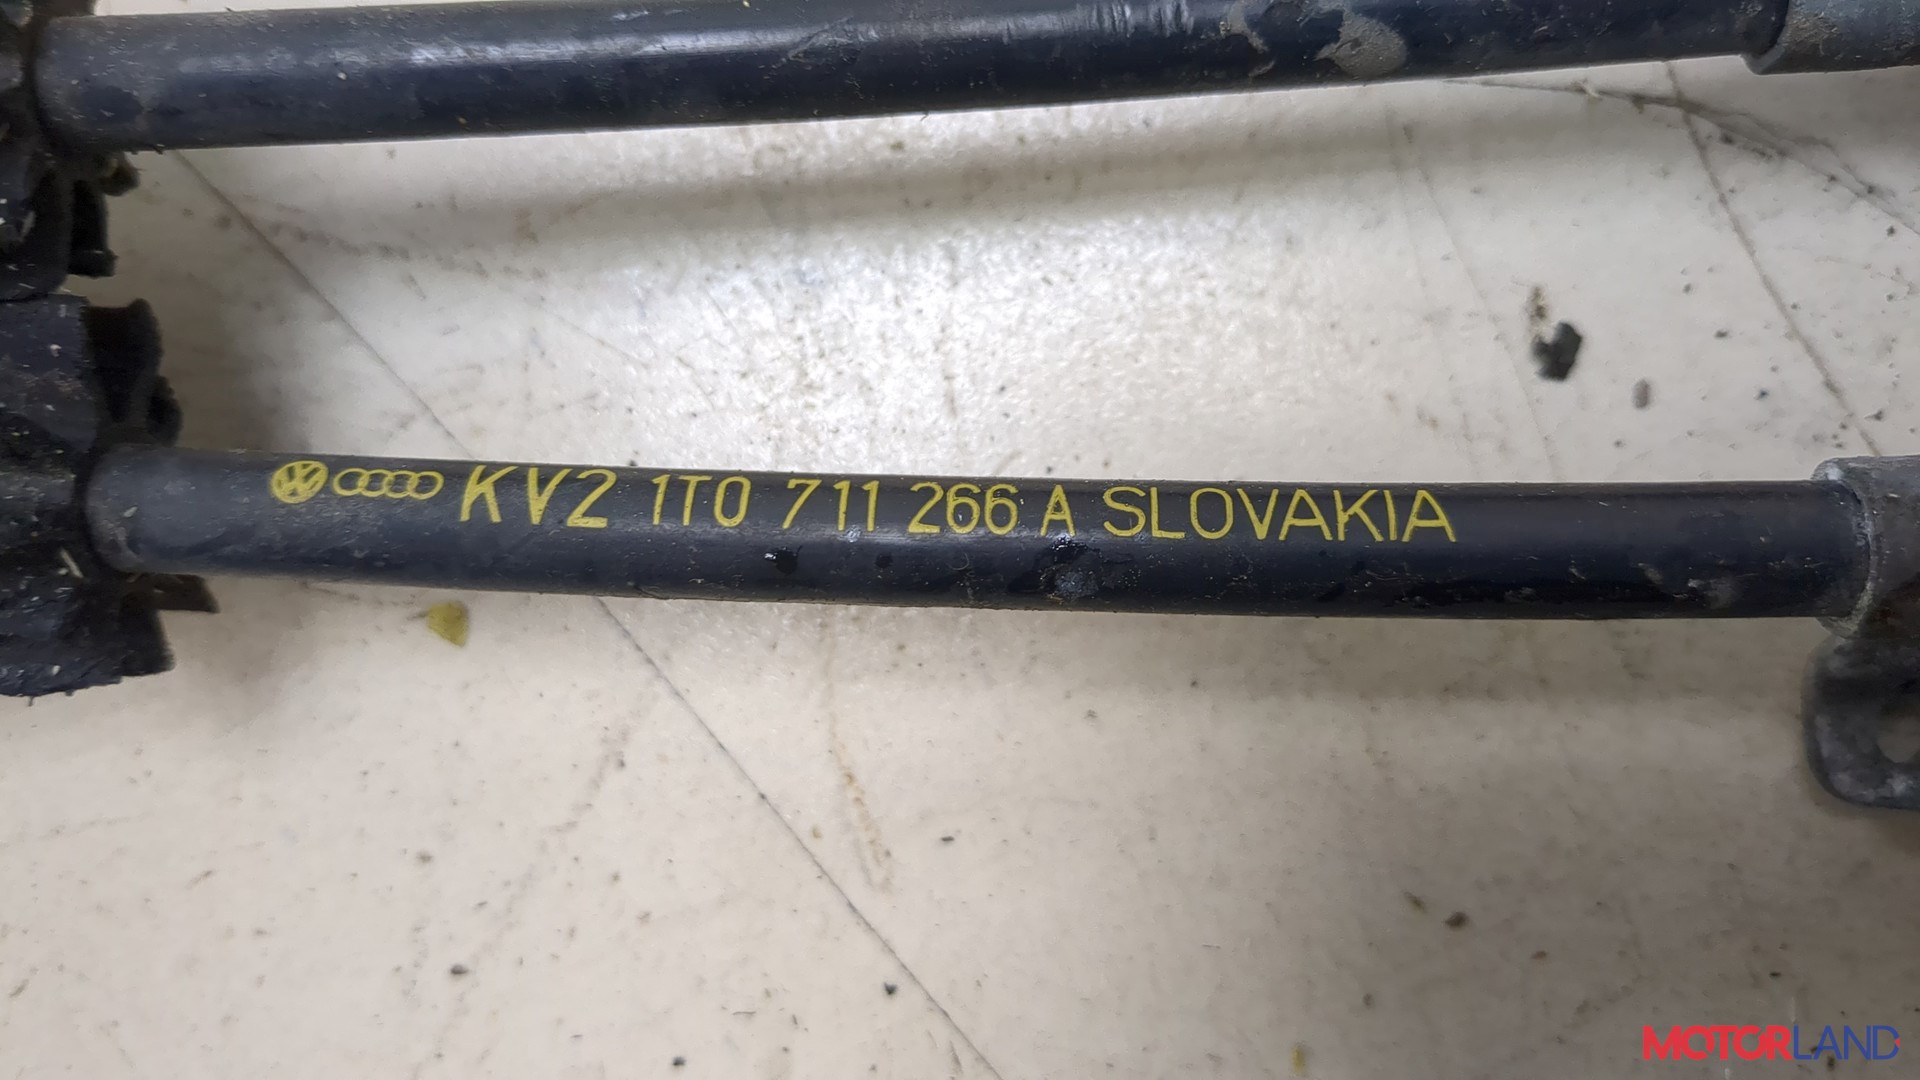 KV2 1T0 711 266 A SLOVAKIA
MOTORLAND